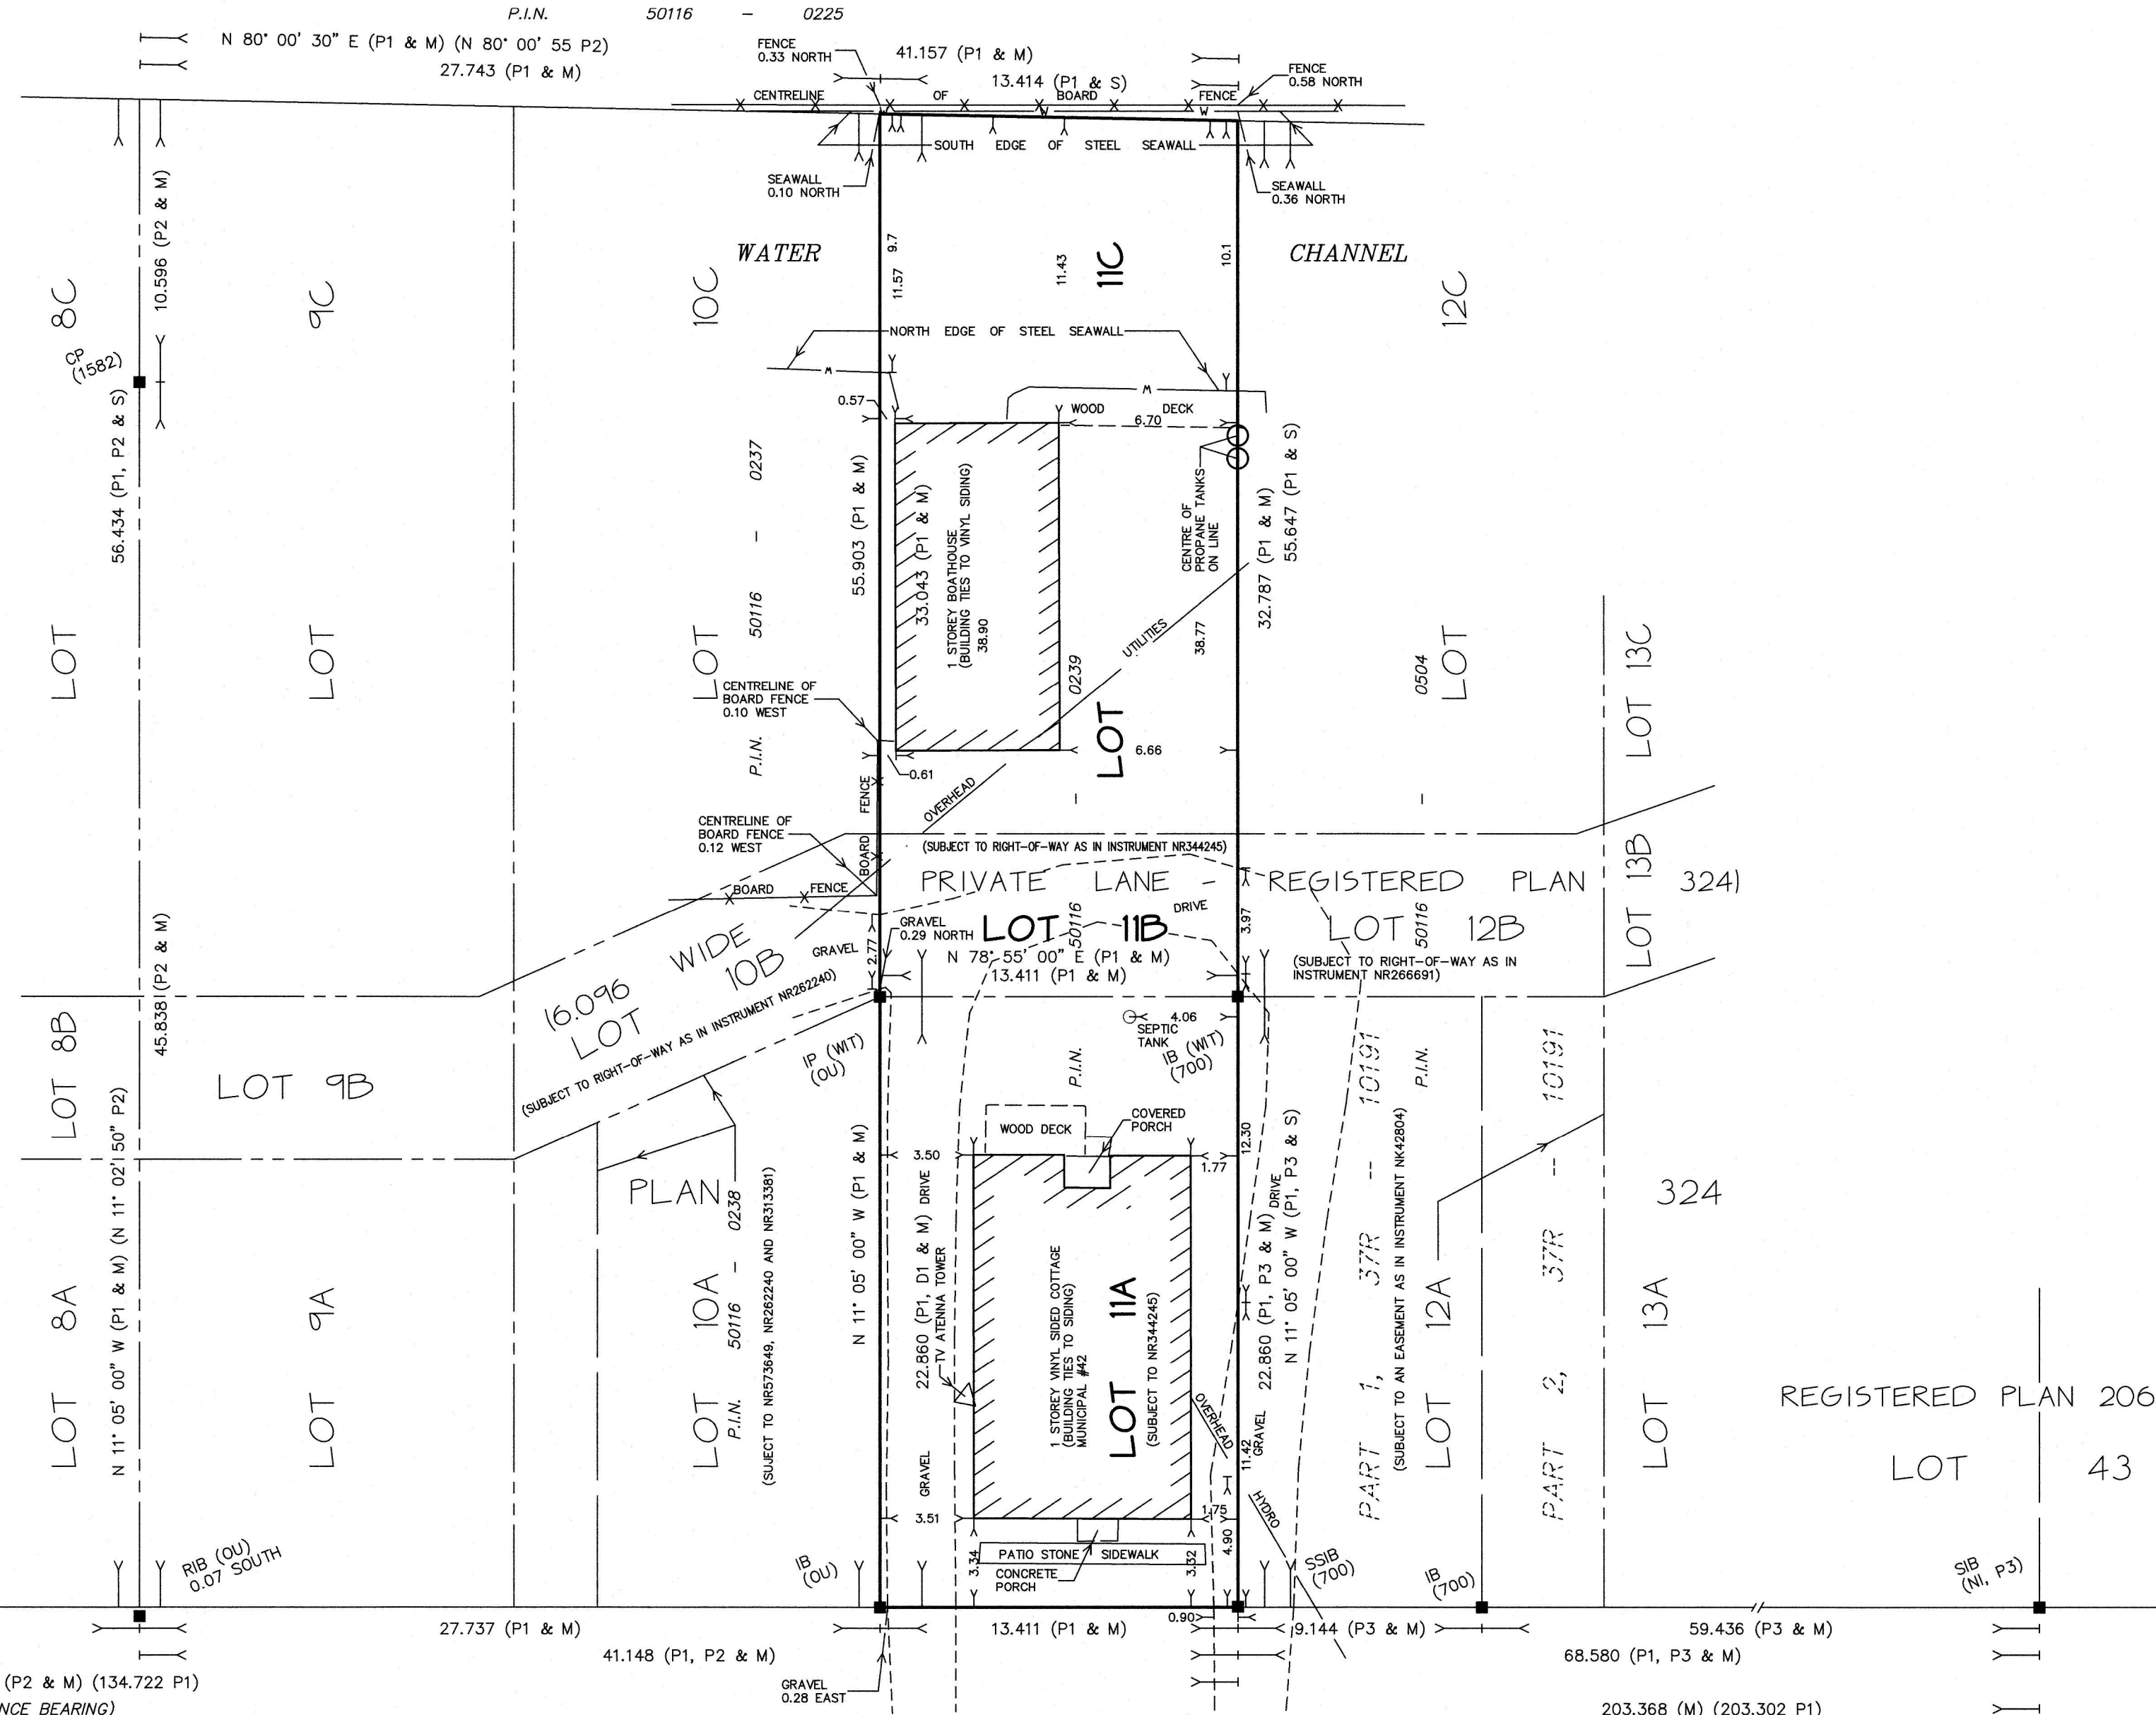 P.I.N. 50116 – 0225
N 80° 00' 30" E (P1 & M) (N 80° 00' 55 P2)
27.743 (P1 & M)
FENCE
0.33 NORTH
41.157 (P1 & M)
13.414 (P1 & S)
FENCE
0.58 NORTH
CENTRELINE OF BOARD FENCE
SOUTH EDGE OF STEEL SEAWALL
SEAWALL
0.10 NORTH
SEAWALL
0.36 NORTH
10.596 (P2 & M)
WATER CHANNEL
9.7
11.57
11.43
10.1
LOT 8C
LOT 9C
LOT 10C
LOT 11C
LOT 12C
LOT 13C
NORTH EDGE OF STEEL SEAWALL
CP
(1582)
56.434 (P1, P2 & S)
0.57
WOOD DECK
6.70
P.I.N. 50116 – 0237
55.903 (P1 & M)
33.043 (P1 & M)
1 STOREY BOATHOUSE
(BUILDING TIES TO VINYL SIDING)
38.90
CENTRE OF
PROPANE TANKS
ON LINE
32.787 (P1 & M)
55.647 (P1 & S)
38.77
OVERHEAD UTILITIES
P.I.N. 50116 – 0239
P.I.N. 50116 – 0504
CENTRELINE OF
BOARD FENCE
0.10 WEST
6.66
0.61
BOARD FENCE
CENTRELINE OF
BOARD FENCE
0.12 WEST
BOARD FENCE
(SUBJECT TO RIGHT-OF-WAY AS IN INSTRUMENT NR344245)
(6.096 WIDE PRIVATE LANE – REGISTERED PLAN 324)
GRAVEL DRIVE
GRAVEL
0.29 NORTH
2.77
3.97
LOT 8B
LOT 9B
LOT 10B
LOT 11B
LOT 12B
LOT 13B
N 78° 55' 00" E (P1 & M)
13.411 (P1 & M)
(SUBJECT TO RIGHT-OF-WAY AS IN
INSTRUMENT NR266691)
(SUBJECT TO RIGHT-OF-WAY AS IN INSTRUMENT NR262240)
45.838 (P2 & M)
IP (WIT)
(OU)
4.06
SEPTIC
TANK
IB (WIT)
(700)
N 11° 05' 00" W (P1 & M) (N 11° 02' 50" P2)
WOOD DECK
COVERED
PORCH
3.50
1.77
12.30
PLAN 324
P.I.N. 50116 – 0238
(SUJECT TO NR573649, NR262240 AND NR313381)
N 11° 05' 00" W (P1 & M)
22.860 (P1, D1 & M)
GRAVEL DRIVE
TV ATENNA TOWER
1 STOREY VINYL SIDED COTTAGE
(BUILDING TIES TO SIDING)
MUNICIPAL #42
LOT 8A
LOT 9A
LOT 10A
LOT 11A
(SUBJECT TO NR344245)
LOT 12A
LOT 13A
22.860 (P1, P3 & M)
GRAVEL DRIVE
N 11° 05' 00" W (P1, P3 & S)
PART 1, 37R -- 10191
(SUBJECT TO AN EASEMENT AS IN INSTRUMENT NK42804)
PART 2, 37R -- 10191
REGISTERED PLAN 206
LOT 43
OVERHEAD HYDRO
11.42
3.51
1.75
4.90
3.34
3.32
PATIO STONE SIDEWALK
CONCRETE
PORCH
RIB (OU)
0.07 SOUTH
IB
(OU)
SSIB
(700)
IB
(700)
SIB
(NI, P3)
0.90
27.737 (P1 & M)
13.411 (P1 & M)
9.144 (P3 & M)
59.436 (P3 & M)
41.148 (P1, P2 & M)
68.580 (P1, P3 & M)
(P2 & M) (134.722 P1)
GRAVEL
0.28 EAST
NCE BEARING)
203.368 (M) (203.302 P1)